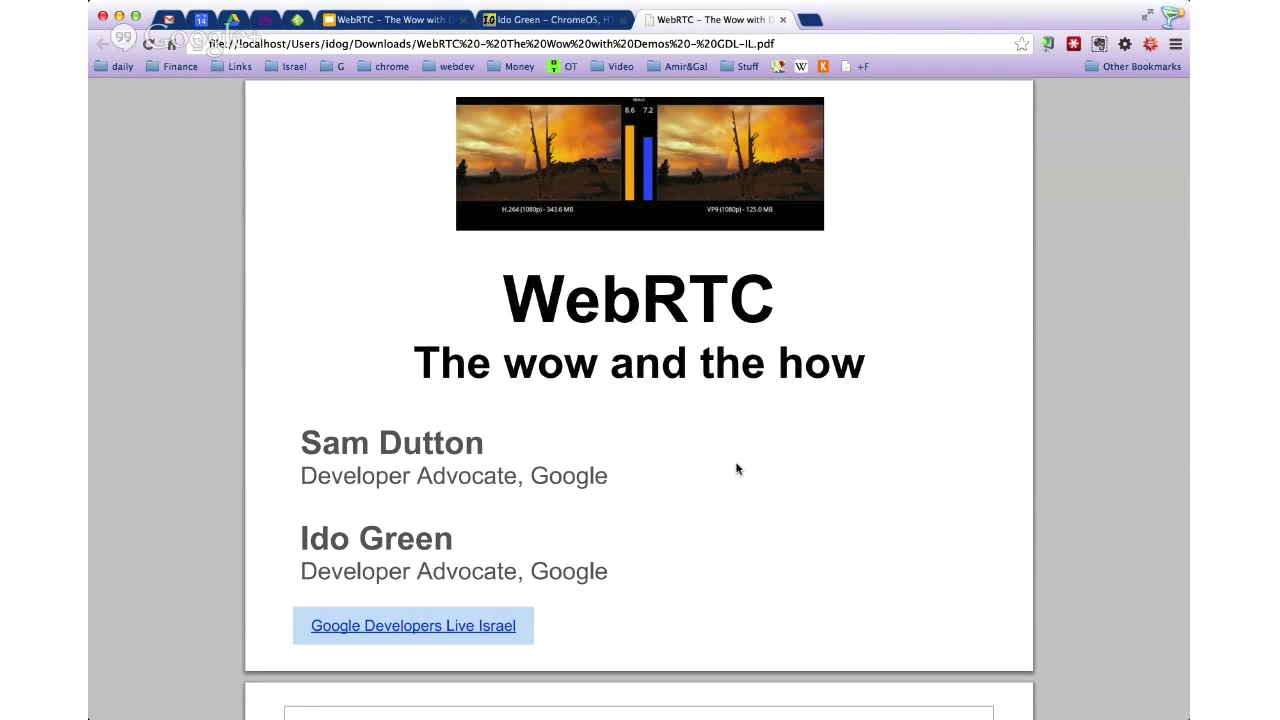 WebRTC - The Wow with D
Ido Green - ChromeOS, HT
WebRTC - The Wow with D
14
Google+
file://localhost/Users/idog/Downloads/WebRTC%20-%20The%20Wow%20with%20Demos%20-%20GDL-IL.pdf
daily
Finance
Links
Israel
G
chrome
webdev
Money
OT
Video
Amir&Gal
Stuff
W
K
+F
Other Bookmarks
8.6 7.2
H.264 (1080p) - 343.6 MB
VP9 (1080p) - 125.0 MB
WebRTC
The wow and the how
Sam Dutton
Developer Advocate, Google
Ido Green
Developer Advocate, Google
Google Developers Live Israel